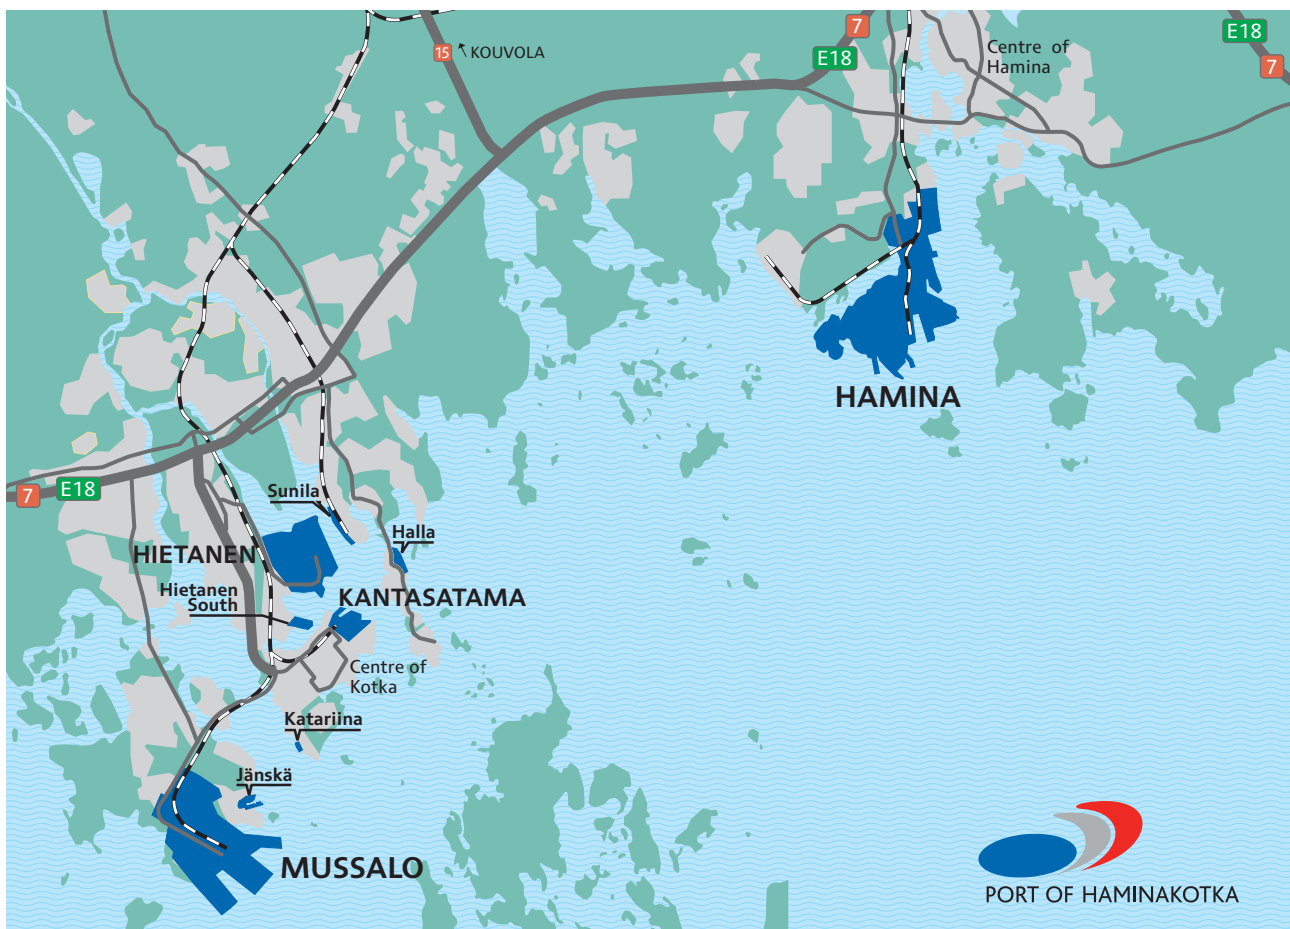 7
E18
15
KOUVOLA
Centre of
Hamina
E18
7
HAMINA
7
E18
Sunila
Halla
HIETANEN
Hietanen
South
KANTASATAMA
Centre of
Kotka
Katariina
Jänskä
MUSSALO
PORT OF HAMINAKOTKA